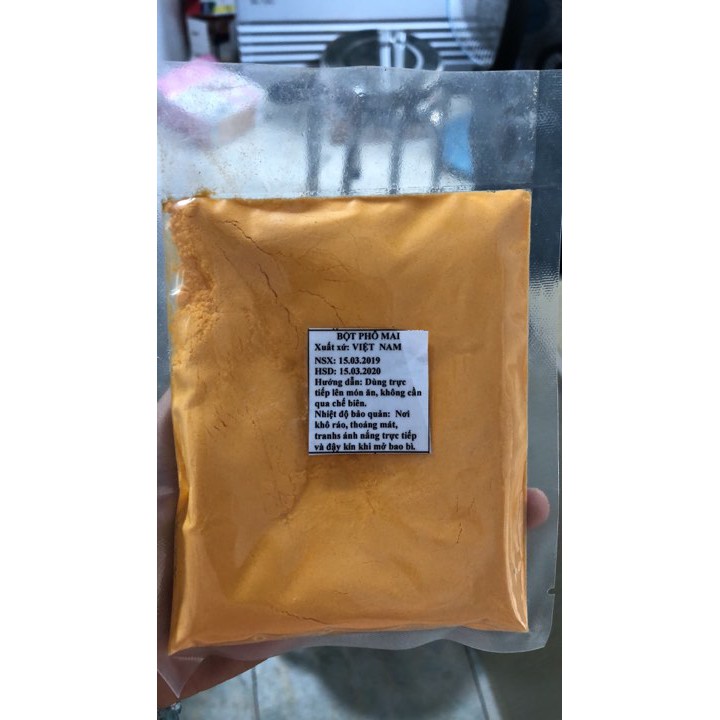 BỘT PHÔ MAI
Xuất xứ: VIỆT NAM
NSX: 15.03.2019
HSD: 15.03.2020
Hướng dẫn: Dùng trực
tiếp lên món ăn, không cần
qua chế biên.
Nhiệt độ bảo quản: Nơi
khô ráo, thoáng mát,
tranhs ánh nắng trực tiếp
và đậy kín khi mở bao bì.